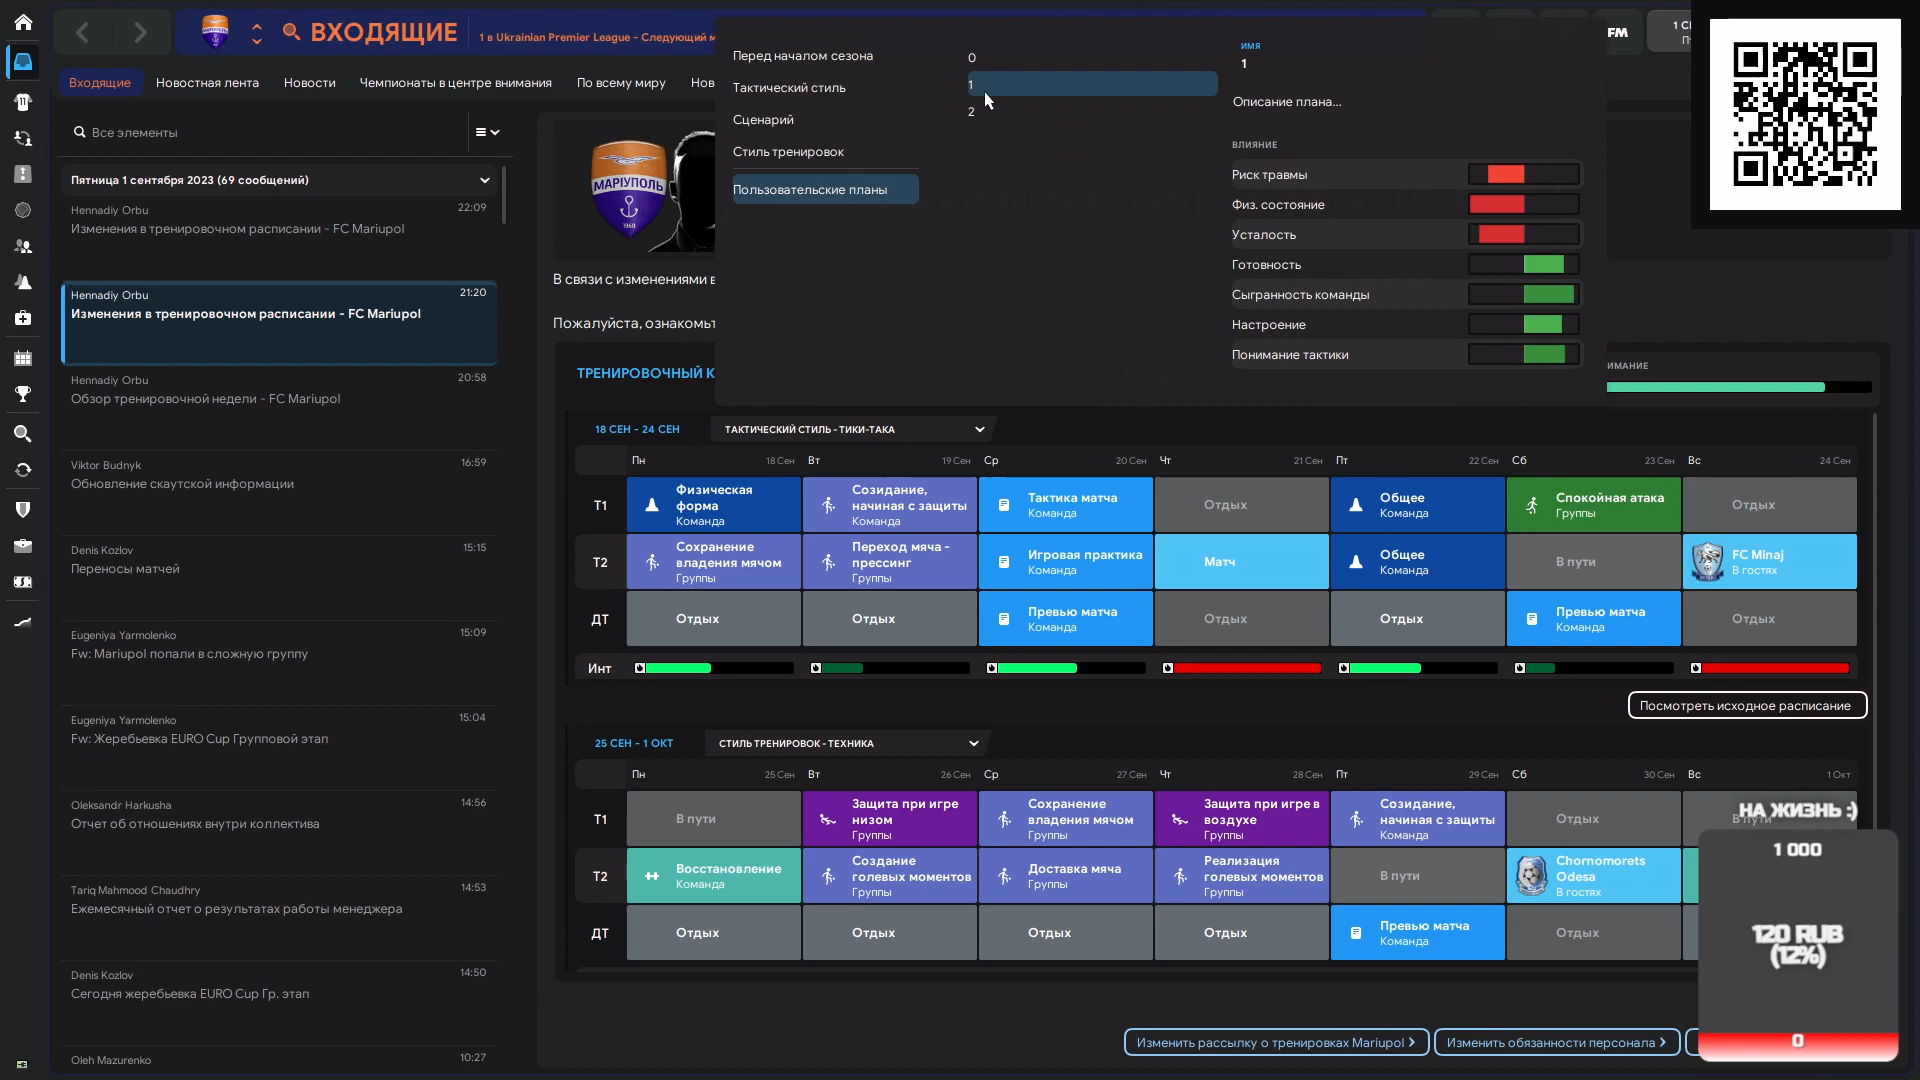 ВХОДЯЩИЕ
1 в Ukrainian Premier League - Следующий м
FM
Входящие
Новостная лента
Новости
Чемпионаты в центре внимания
По всему миру
Нов
Перед началом сезона
Тактический стиль
Сценарий
Стиль тренировок
Пользовательские планы
0
1
2
ИМЯ
1
Описание плана...
ВЛИЯНИЕ
Риск травмы
Физ. состояние
Усталость
Готовность
Сыгранность команды
Настроение
Понимание тактики
Все элементы
Пятница 1 сентября 2023 (69 сообщений)
Hennadiy Orbu 22:09
Изменения в тренировочном расписании - FC Mariupol
Hennadiy Orbu 21:20
Изменения в тренировочном расписании - FC Mariupol
Hennadiy Orbu 20:58
Обзор тренировочной недели - FC Mariupol
Viktor Budnyk 16:59
Обновление скаутской информации
Denis Kozlov 15:15
Переносы матчей
Eugeniya Yarmolenko 15:09
Fw: Mariupol попали в сложную группу
Eugeniya Yarmolenko 15:04
Fw: Жеребьевка EURO Cup Групповой этап
Oleksandr Harkusha 14:56
Отчет об отношениях внутри коллектива
Tariq Mahmood Chaudhry 14:53
Ежемесячный отчет о результатах работы менеджера
Denis Kozlov 14:50
Сегодня жеребьевка EURO Cup Гр. этап
Oleh Mazurenko 10:27
МАРІУПОЛЬ
1960
В связи с изменениями в
Пожалуйста, ознакомьт
ТРЕНИРОВОЧНЫЙ К
ИМАНИЕ
18 СЕН - 24 СЕН
ТАКТИЧЕСКИЙ СТИЛЬ - ТИКИ-ТАКА
Пн 18 Сен Вт 19 Сен Ср 20 Сен Чт 21 Сен Пт 22 Сен Сб 23 Сен Вс 24 Сен
Т1
Физическая форма
Команда
Созидание, начиная с защиты
Команда
Тактика матча
Команда
Отдых
Общее
Команда
Спокойная атака
Группы
Отдых
Т2
Сохранение владения мячом
Группы
Переход мяча - прессинг
Группы
Игровая практика
Команда
Матч
Общее
Команда
В пути
FC Minaj
В гостях
ДТ
Отдых
Отдых
Превью матча
Команда
Отдых
Отдых
Превью матча
Команда
Отдых
Инт
Посмотреть исходное расписание
25 СЕН - 1 ОКТ
СТИЛЬ ТРЕНИРОВОК - ТЕХНИКА
Пн 25 Сен Вт 26 Сен Ср 27 Сен Чт 28 Сен Пт 29 Сен Сб 30 Сен Вс 1 Окт
Т1
В пути
Защита при игре низом
Группы
Сохранение владения мячом
Группы
Защита при игре в воздухе
Группы
Созидание, начиная с защиты
Команда
Отдых
В пути
Т2
Восстановление
Команда
Создание голевых моментов
Группы
Доставка мяча
Группы
Реализация голевых моментов
Группы
В пути
Chornomorets Odesa
В гостях
ДТ
Отдых
Отдых
Отдых
Отдых
Превью матча
Команда
Отдых
НА ЖИЗНЬ :)
1 000
120 RUB
(12%)
0
Изменить рассылку о тренировках Mariupol
Изменить обязанности персонала